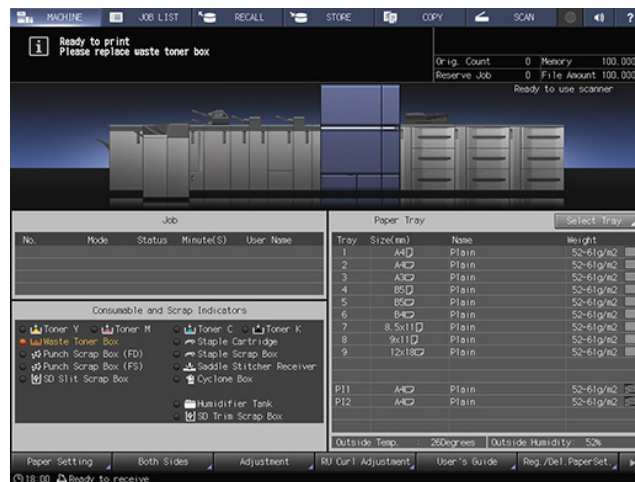 MACHINE JOB LIST RECALL STORE COPY SCAN ?
Ready to print
Please replace waste toner box
Orig. Count 0 Memory 100.000
Reserve Job 0 File Amount 100.000
Ready to use scanner
Job
No. Mode Status Minute(S) User Name
Consumable and Scrap Indicators
Toner Y Toner M Toner C Toner K
Waste Toner Box Staple Cartridge
Punch Scrap Box (FD) Staple Scrap Box
Punch Scrap Box (FS) Saddle Stitcher Receiver
SD Slit Scrap Box Cyclone Box
Humidifier Tank
SD Trim Scrap Box
Paper Tray Select Tray
Tray Size(mm) Name Weight
1 A4 Plain 52-61g/m2
2 A4 Plain 52-61g/m2
3 A3 Plain 52-61g/m2
4 B5 Plain 52-61g/m2
5 B5 Plain 52-61g/m2
6 B4 Plain 52-61g/m2
7 8.5x11 Plain 52-61g/m2
8 9x11 Plain 52-61g/m2
9 12x18 Plain 52-61g/m2
PI1 A4 Plain 52-61g/m2
PI2 A4 Plain 52-61g/m2
Outside Temp. : 26Degrees Outside Humidity: 52%
Paper Setting Both Sides Adjustment RU Curl Adjustment User's Guide Reg./Del.PaperSet.
18:00 Ready to receive